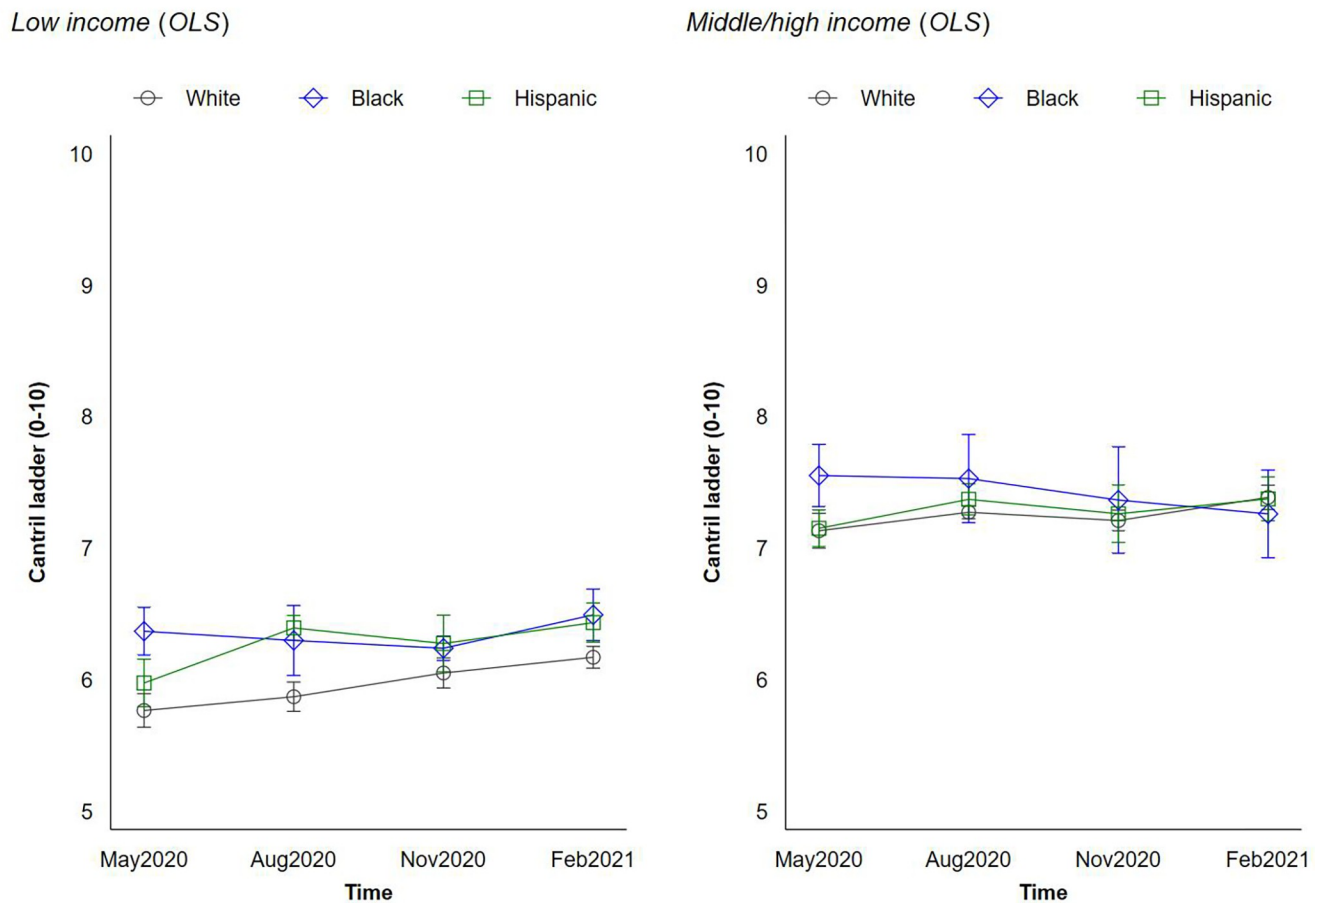 Low income (OLS)
White Black Hispanic
10
9
8
7
6
5
Cantril ladder (0-10)
May2020 Aug2020 Nov2020 Feb2021
Time
Middle/high income (OLS)
White Black Hispanic
10
9
8
7
6
5
Cantril ladder (0-10)
May2020 Aug2020 Nov2020 Feb2021
Time